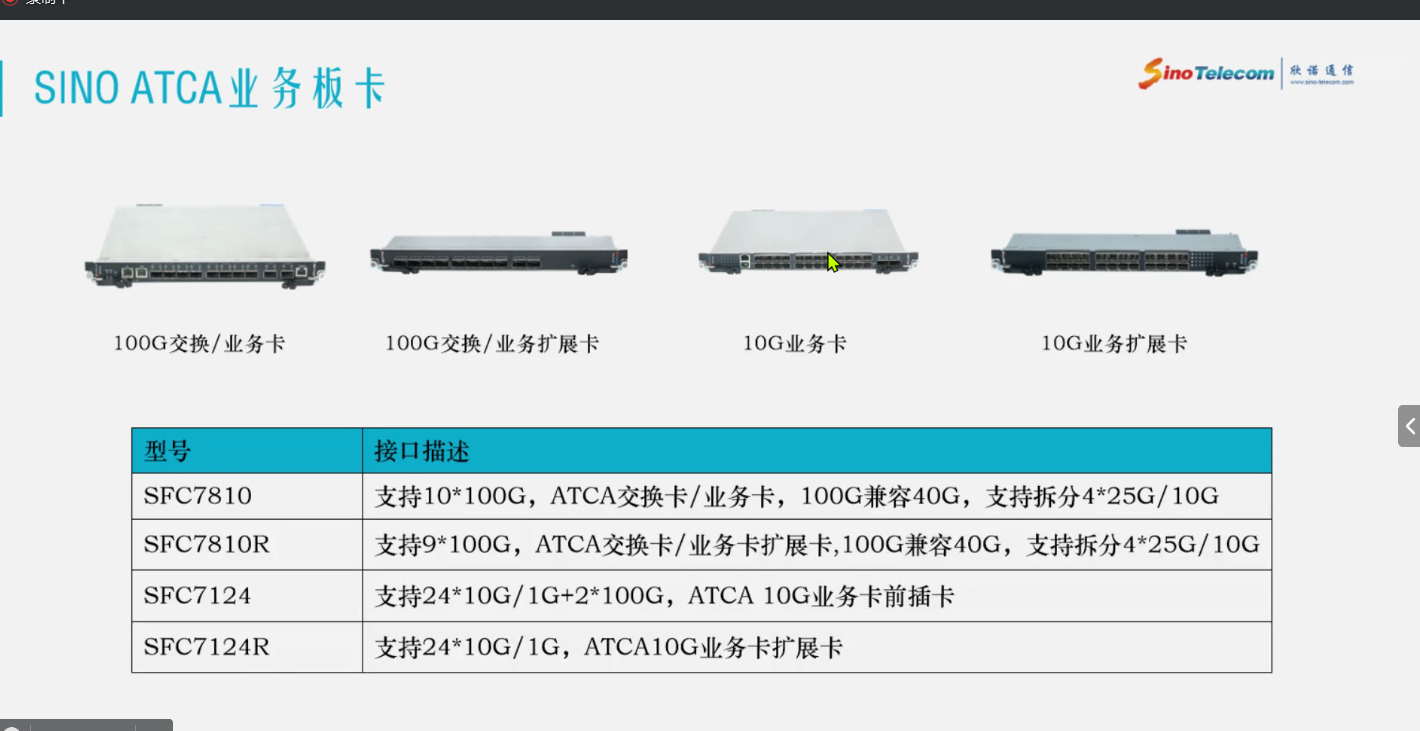 SINO ATCA业务板卡
SinoTelecom 欣诺通信
www.sino-telecom.com
100G交换/业务卡
100G交换/业务扩展卡
10G业务卡
10G业务扩展卡
型号 接口描述
SFC7810 支持10*100G，ATCA交换卡/业务卡，100G兼容40G，支持拆分4*25G/10G
SFC7810R 支持9*100G，ATCA交换卡/业务卡扩展卡,100G兼容40G，支持拆分4*25G/10G
SFC7124 支持24*10G/1G+2*100G，ATCA 10G业务卡前插卡
SFC7124R 支持24*10G/1G，ATCA10G业务卡扩展卡